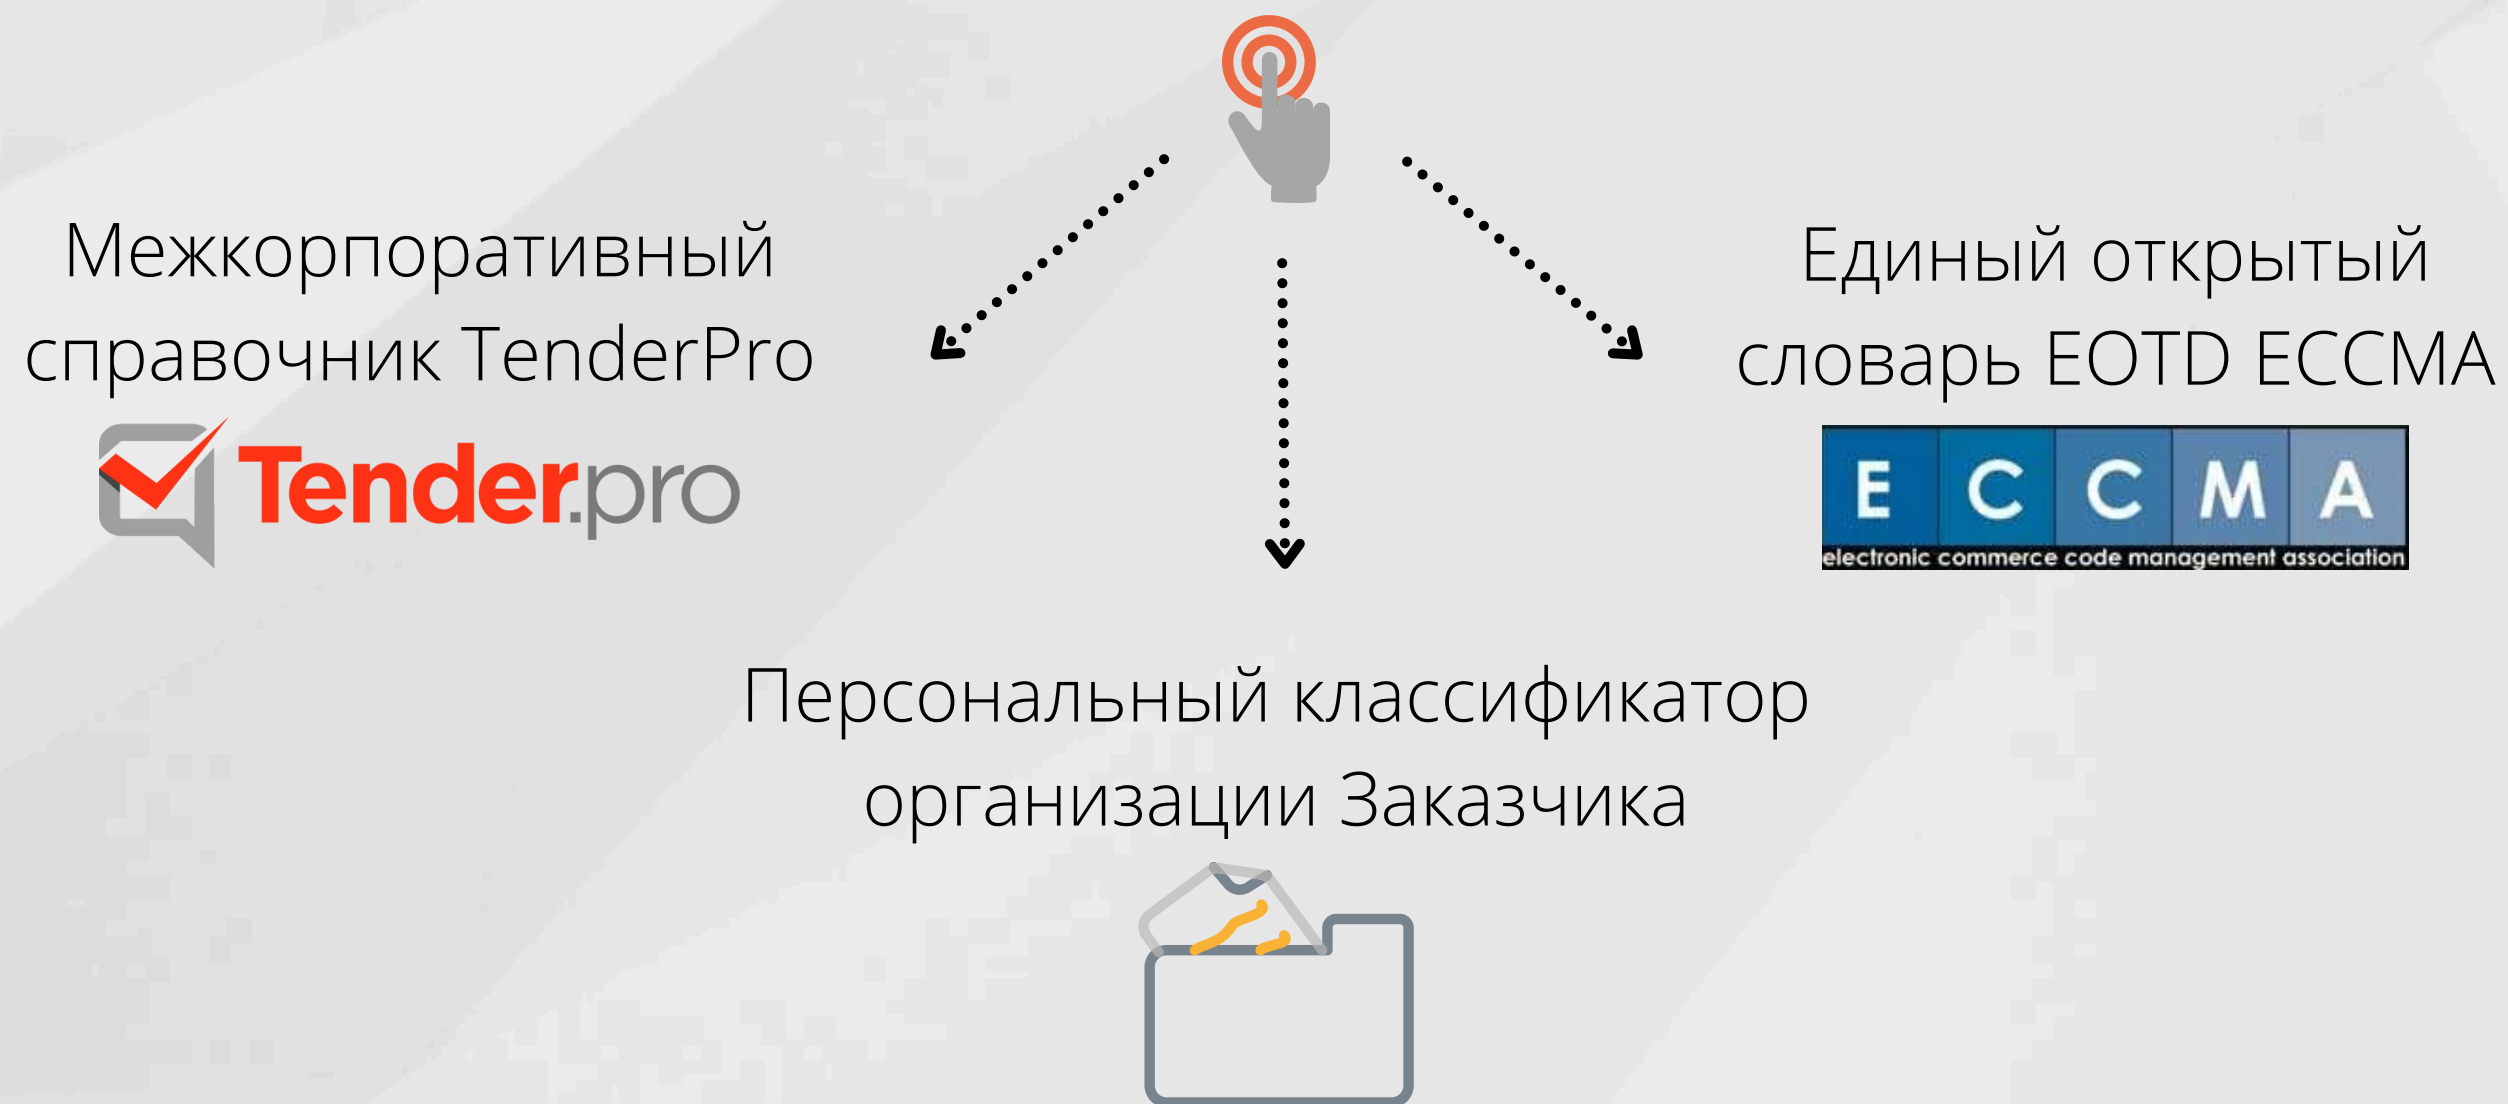 Межкорпоративный
справочник TenderPro
Tender.pro
Единый открытый
словарь EOTD ECCMA
ECCMA
electronic commerce code management association
Персональный классификатор
организации Заказчика